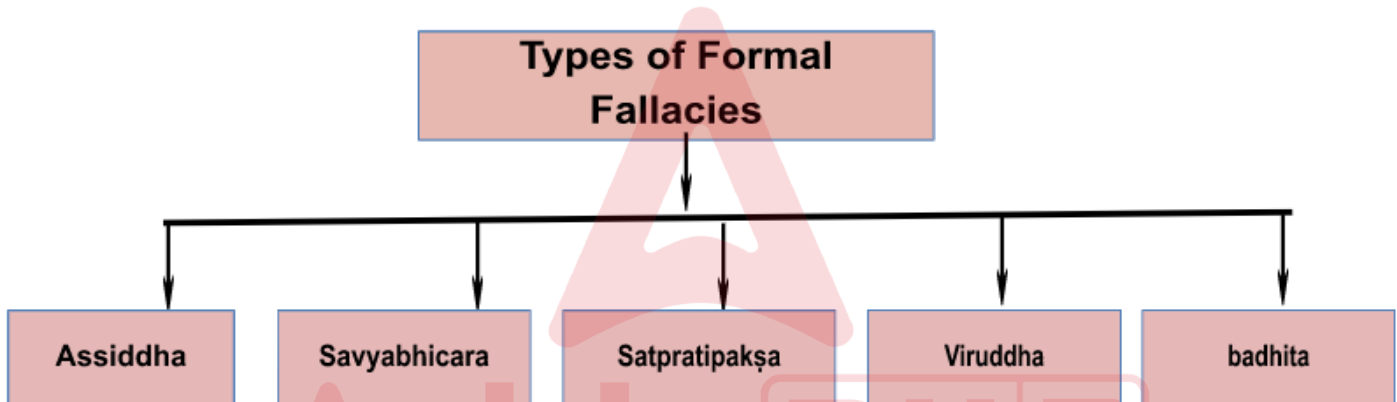 Types of Formal
Fallacies
Assiddha
Savyabhicara
Satpratipakṣa
Viruddha
badhita